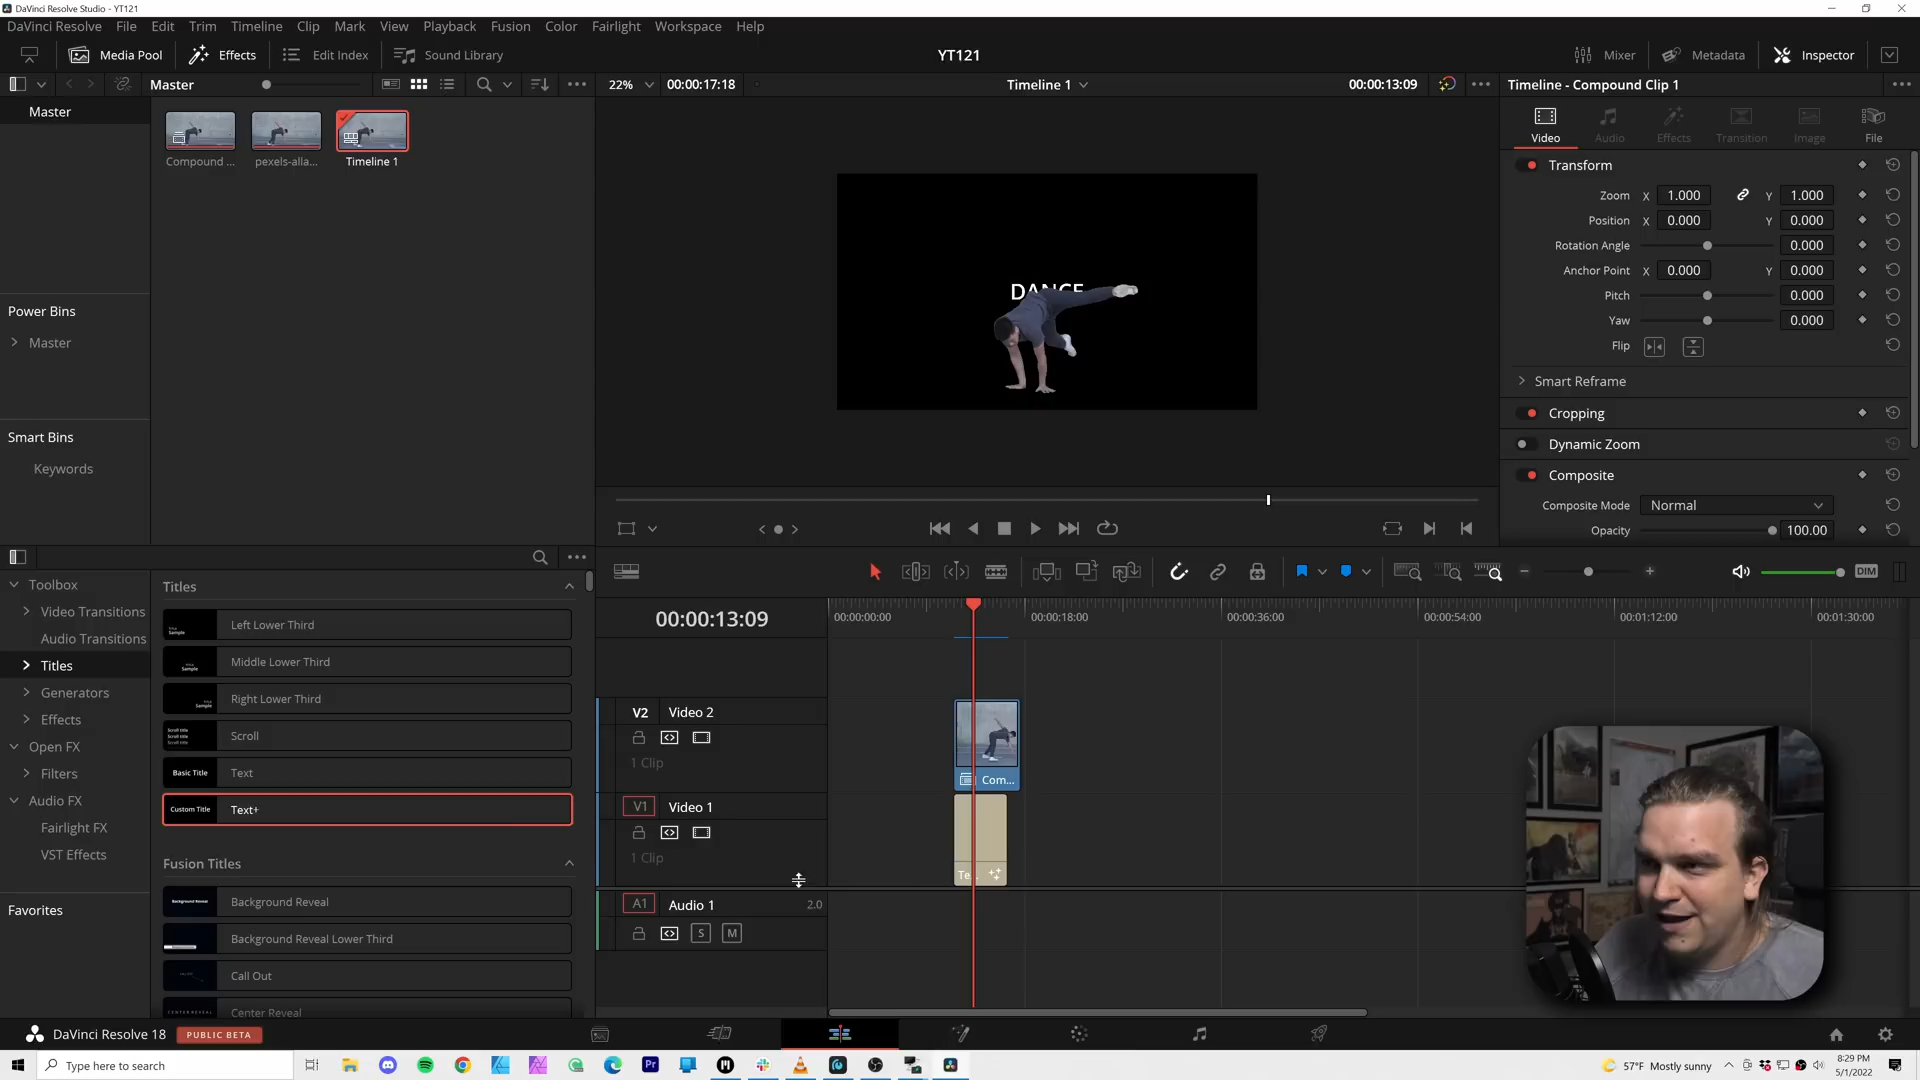 DaVinci Resolve Studio - YT121
DaVinci Resolve File Edit Trim Timeline Clip Mark View Playback Fusion Color Fairlight Workspace Help
Media Pool Effects Edit Index Sound Library YT121 Mixer Metadata Inspector
Master 22% 00:00:17:18 Timeline 1 00:00:13:09 Timeline - Compound Clip 1
Master
Compound ... pexels-alla... Timeline 1
Power Bins
Master
Smart Bins
Keywords
DANCE
Video Audio Effects Transition Image File
Transform
Zoom X 1.000 Y 1.000
Position X 0.000 Y 0.000
Rotation Angle 0.000
Anchor Point X 0.000 Y 0.000
Pitch 0.000
Yaw 0.000
Flip
Smart Reframe
Cropping
Dynamic Zoom
Composite
Composite Mode Normal
Opacity 100.00
Toolbox
Video Transitions
Audio Transitions
Titles
Generators
Effects
Open FX
Filters
Audio FX
Fairlight FX
VST Effects
Favorites
Titles
Left Lower Third
Middle Lower Third
Right Lower Third
Scroll
Basic Title Text
Custom Title Text+
Fusion Titles
Background Reveal Background Reveal
Background Reveal Lower Third
Call Out
CENTER REVEAL Center Reveal
DIM
00:00:13:09 00:00:00:00 00:00:18:00 00:00:36:00 00:00:54:00 00:01:12:00 00:01:30:00
V2 Video 2
1 Clip
Com...
V1 Video 1
1 Clip
Te
A1 Audio 1 2.0
S M
DaVinci Resolve 18 PUBLIC BETA
Type here to search
57°F Mostly sunny
8:29 PM
5/1/2022